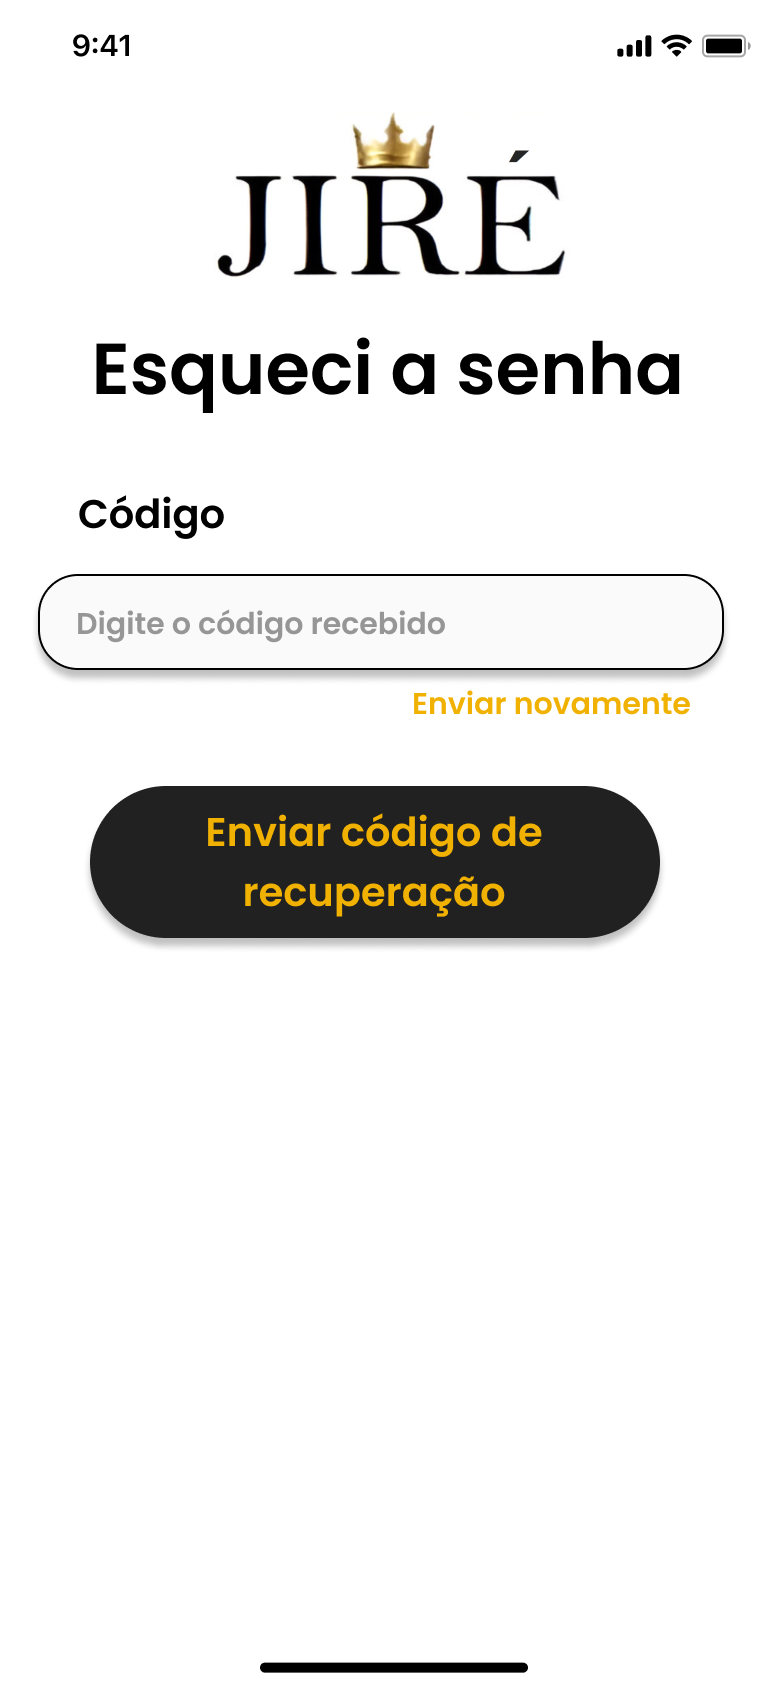 9:41
JIRÉ
Esqueci a senha
Código
Digite o código recebido
Enviar novamente
Enviar código de
recuperação